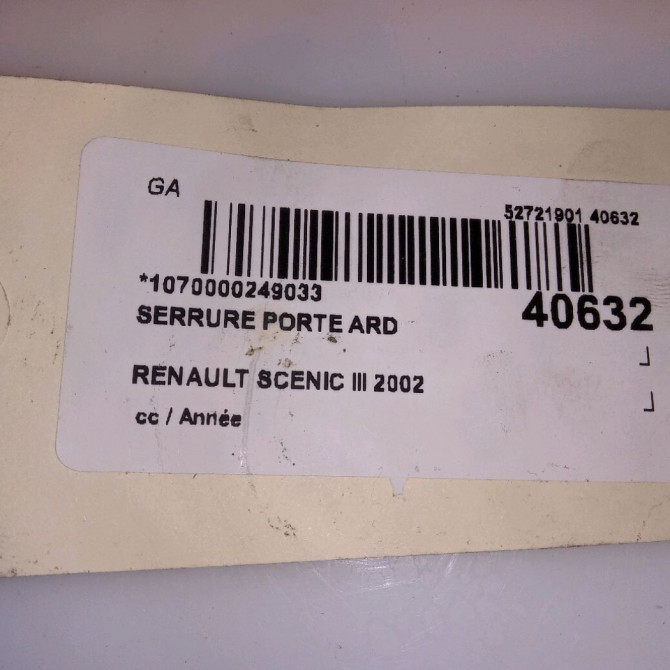 GA
52721901 40632
*1070000249033
40632
SERRURE PORTE ARD
RENAULT SCENIC III 2002
cc / Année